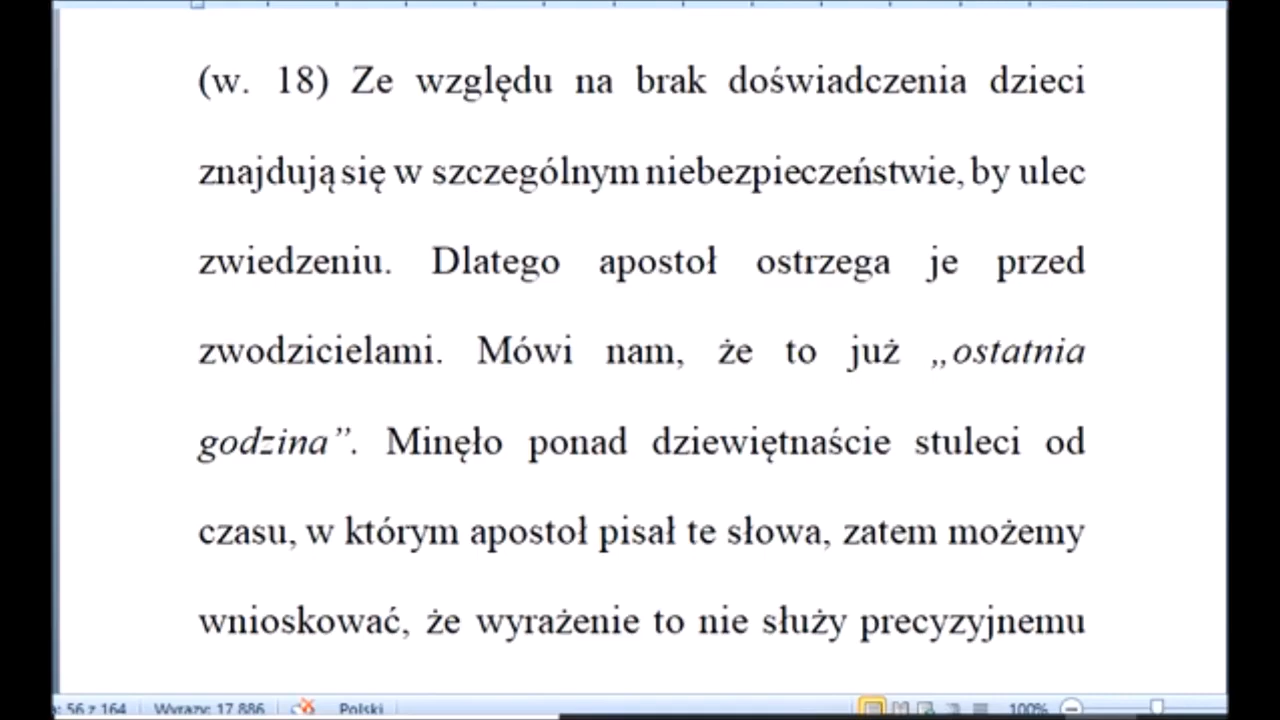 (w. 18) Ze względu na brak doświadczenia dzieci
znajdują się w szczególnym niebezpieczeństwie, by ulec
zwiedzeniu. Dlatego apostoł ostrzega je przed
zwodzicielami. Mówi nam, że to już „ostatnia
godzina”. Minęło ponad dziewiętnaście stuleci od
czasu, w którym apostoł pisał te słowa, zatem możemy
wnioskować, że wyrażenie to nie służy precyzyjnemu
: 56 z 164 Wyrazy: 17 886 Polski 100%